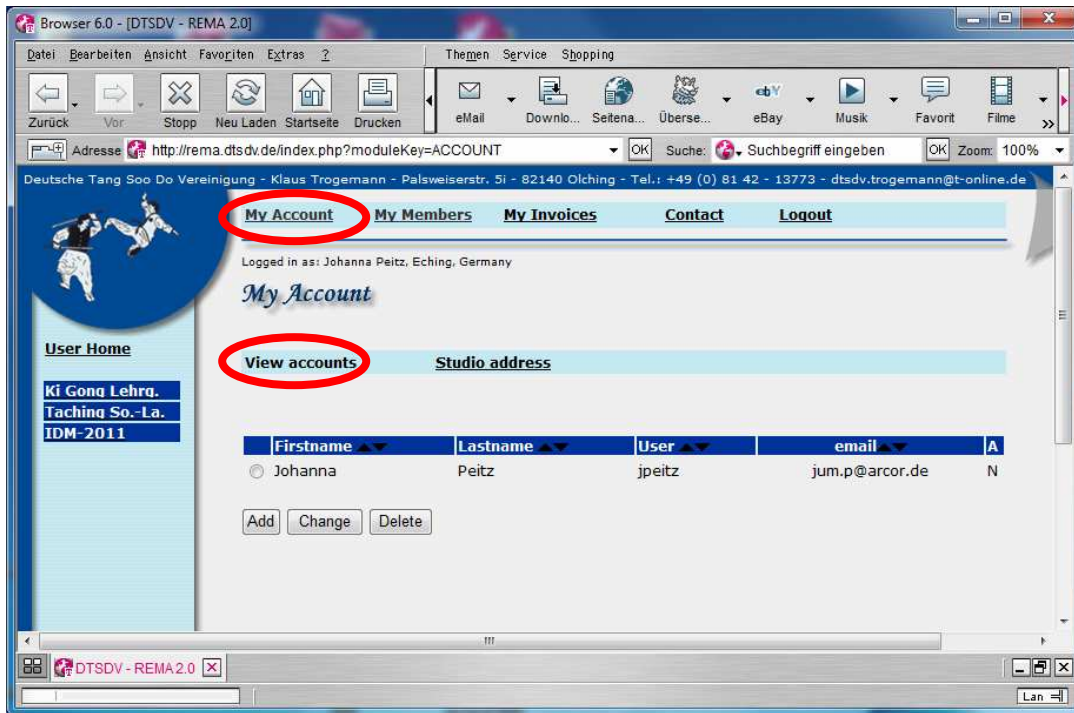 Browser 6.0 - [DTSDV - REMA 2.0]
Datei Bearbeiten Ansicht Favoriten Extras ? Themen Service Shopping
Zurück Vor Stopp Neu Laden Startseite Drucken eMail Downlo... Seitena... Überse... eBay Musik Favorit Filme »
Adresse http://rema.dtsdv.de/index.php?moduleKey=ACCOUNT OK Suche: Suchbegriff eingeben OK Zoom: 100%
Deutsche Tang Soo Do Vereinigung - Klaus Trogemann - Palsweiserstr. 5i - 82140 Olching - Tel.: +49 (0) 81 42 - 13773 - dtsdv.trogemann@t-online.de
My Account My Members My Invoices Contact Logout
Logged in as: Johanna Peitz, Eching, Germany
My Account
User Home
View accounts Studio address
Ki Gong Lehrg.
Taching So.-La.
IDM-2011
Firstname Lastname User email A
Johanna Peitz jpeitz jum.p@arcor.de N
Add Change Delete
DTSDV - REMA 2.0
Lan